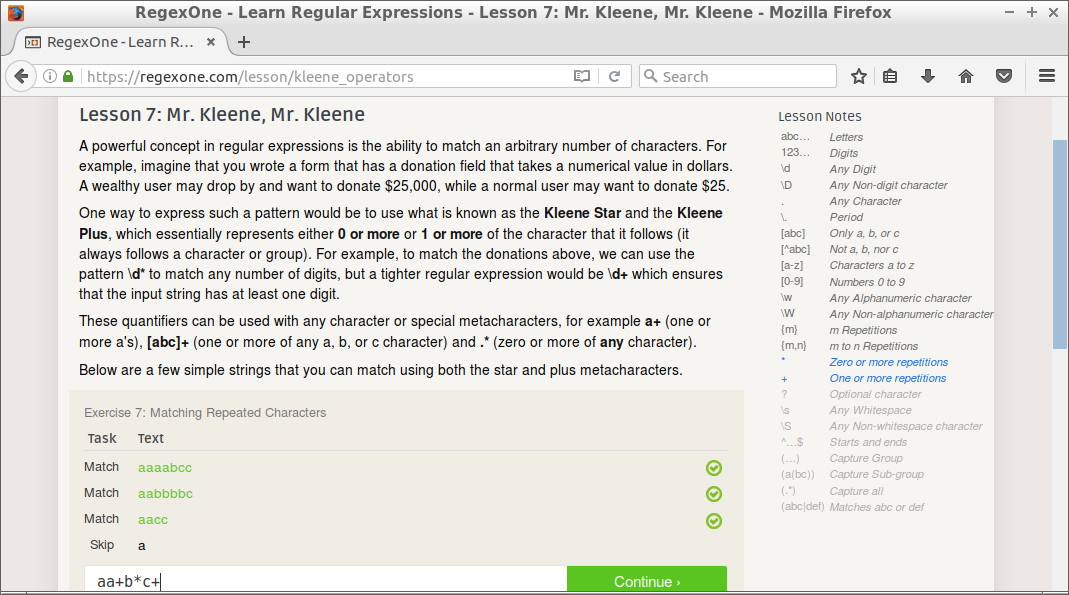 RegexOne - Learn Regular Expressions - Lesson 7: Mr. Kleene, Mr. Kleene - Mozilla Firefox
RegexOne - Learn R...
https://regexone.com/lesson/kleene_operators
Search
Lesson 7: Mr. Kleene, Mr. Kleene
A powerful concept in regular expressions is the ability to match an arbitrary number of characters. For
example, imagine that you wrote a form that has a donation field that takes a numerical value in dollars.
A wealthy user may drop by and want to donate $25,000, while a normal user may want to donate $25.
One way to express such a pattern would be to use what is known as the Kleene Star and the Kleene
Plus, which essentially represents either 0 or more or 1 or more of the character that it follows (it
always follows a character or group). For example, to match the donations above, we can use the
pattern \d* to match any number of digits, but a tighter regular expression would be \d+ which ensures
that the input string has at least one digit.
These quantifiers can be used with any character or special metacharacters, for example a+ (one or
more a's), [abc]+ (one or more of any a, b, or c character) and .* (zero or more of any character).
Below are a few simple strings that you can match using both the star and plus metacharacters.
Exercise 7: Matching Repeated Characters
Task Text
Match aaaabcc
Match aabbbbc
Match aacc
Skip a
aa+b*c+
Continue ›
Lesson Notes
abc… Letters
123… Digits
\d Any Digit
\D Any Non-digit character
. Any Character
\. Period
[abc] Only a, b, or c
[^abc] Not a, b, nor c
[a-z] Characters a to z
[0-9] Numbers 0 to 9
\w Any Alphanumeric character
\W Any Non-alphanumeric character
{m} m Repetitions
{m,n} m to n Repetitions
* Zero or more repetitions
+ One or more repetitions
? Optional character
\s Any Whitespace
\S Any Non-whitespace character
^…$ Starts and ends
(…) Capture Group
(a(bc)) Capture Sub-group
(.*) Capture all
(abc|def) Matches abc or def